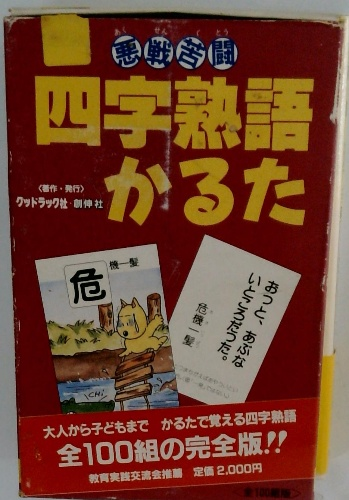 あくせんくとう
悪戦苦闘
四字熟語
かるた
〈著作・発行〉
グッドラック社・創伸社
危
機一髪
ICHI
おっと、あぶな
いところだった。
危機一髪
大人から子どもまで かるたで覚える四字熟語
全100組の完全版!!
教育実践交流会推薦 定価2,000円